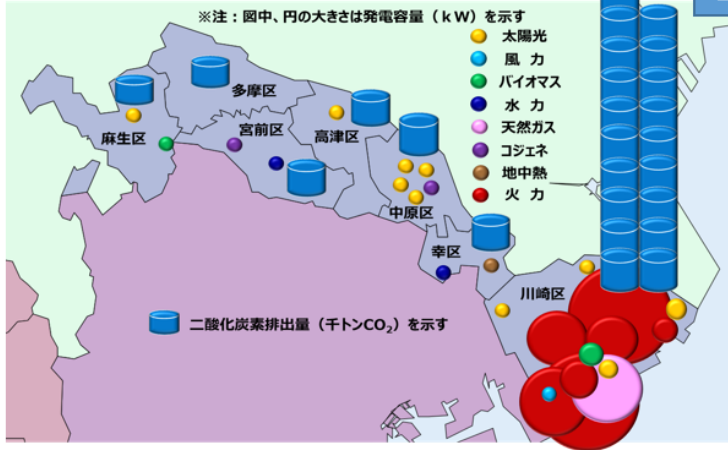 ※注：図中、円の大きさは発電容量（ｋW）を示す
太陽光
風　力
バイオマス
水　力
天然ガス
コジェネ
地中熱
火　力
多摩区
麻生区
宮前区
高津区
中原区
幸区
川崎区
二酸化炭素排出量（千トンCO₂）を示す